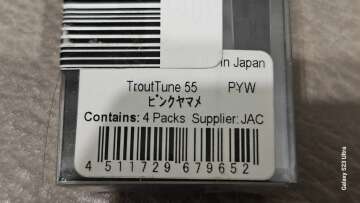 in Japan
TroutTune 55 PYW
ピンクヤマメ
Contains: 4 Packs Supplier: JAC
4 511729 679652
Galaxy S23 Ultra